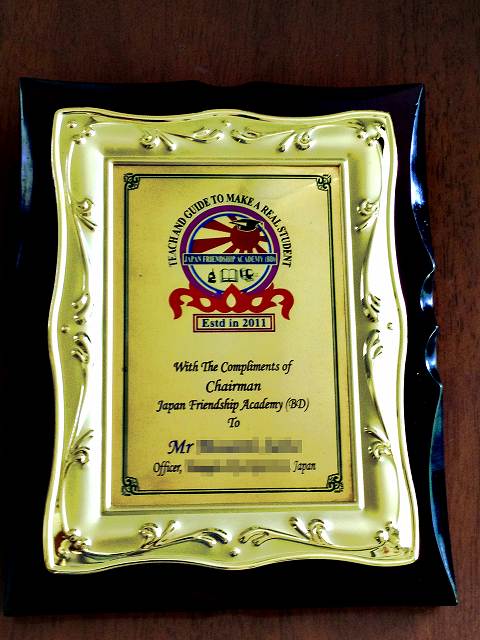 TEACH AND GUIDE TO MAKE A REAL STUDENT
JAPAN FRIENDSHIP ACADEMY (BD)
Estd in 2011
With The Compliments of
Chairman
Japan Friendship Academy (BD)
To
Mr
Officer, Japan